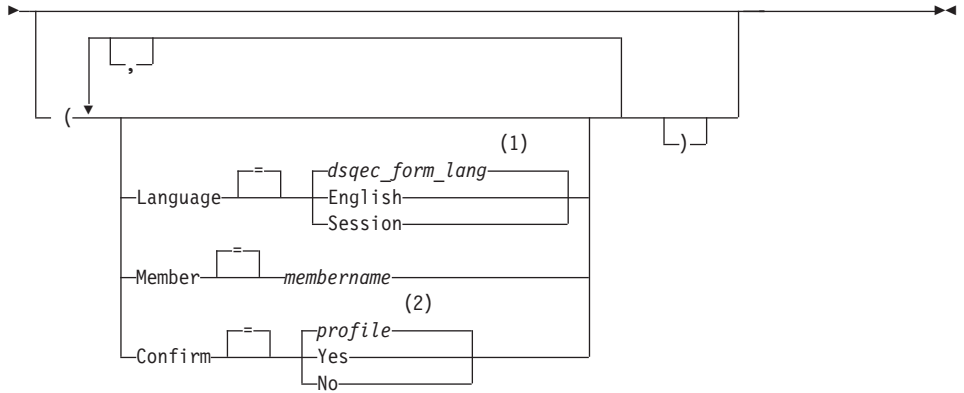 ,
(
)
(1)
=
dsqec_form_lang
Language
English
Session
=
Member
membername
(2)
=
profile
Confirm
Yes
No